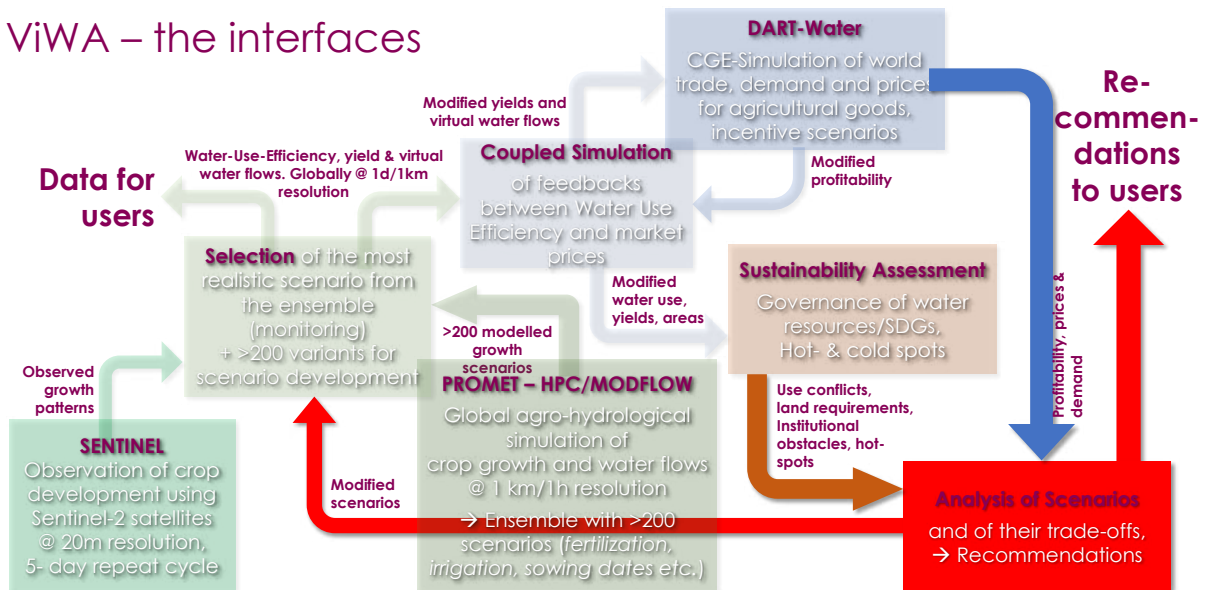 ViWA – the interfaces
DART-Water
CGE-Simulation of world
trade, demand and prices
for agricultural goods,
incentive scenarios
Re-
commen-
dations
to users
Modified yields and
virtual water flows
Coupled Simulation
of feedbacks
between Water Use
Efficiency and market
prices
Modified
profitability
Water-Use-Efficiency, yield & virtual
water flows. Globally @ 1d/1km
resolution
Data for
users
Selection of the most
realistic scenario from
the ensemble
(monitoring)
+ >200 variants for
scenario development
Modified
water use,
yields, areas
Sustainability Assessment
Governance of water
resources/SDGs,
Hot- & cold spots
Profitability, prices &
demand
>200 modelled
growth
scenarios
Observed
growth
patterns
PROMET – HPC/MODFLOW
Global agro-hydrological
simulation of
crop growth and water flows
@ 1 km/1h resolution
→ Ensemble with >200
scenarios (fertilization,
irrigation, sowing dates etc.)
Use conflicts,
land requirements,
Institutional
obstacles, hot-
spots
SENTINEL
Observation of crop
development using
Sentinel-2 satellites
@ 20m resolution,
5- day repeat cycle
Modified
scenarios
Analysis of Scenarios
and of their trade-offs,
→ Recommendations